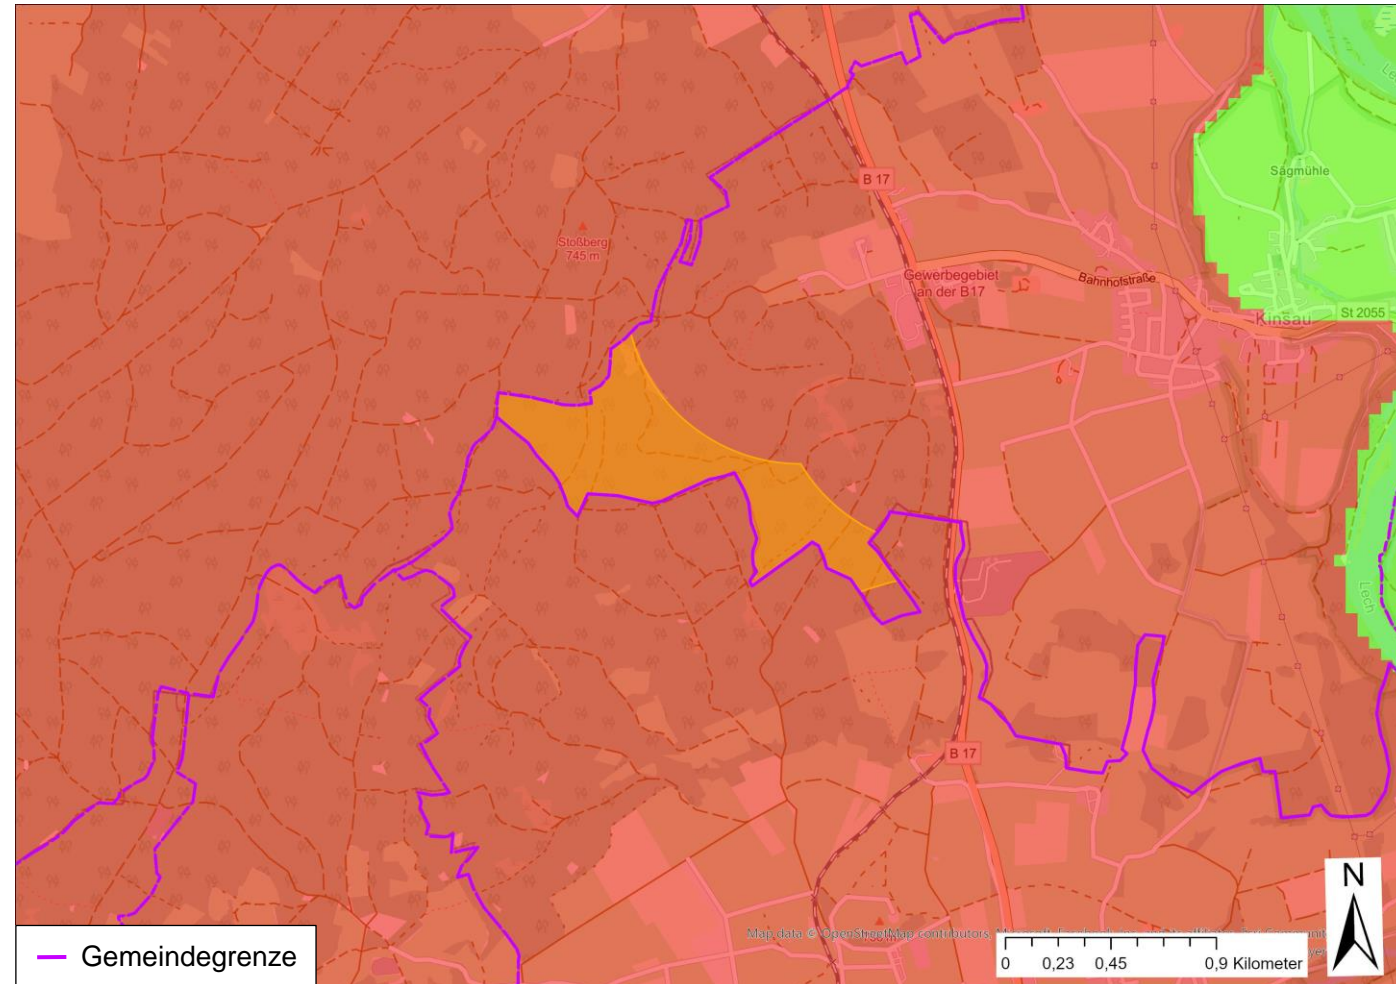 B 17
Sägmühle
Stoßberg
745 m
Gewerbegebiet
an der B17
Bahnhofstraße
Kinsau
St 2055
Lech
B 17
N
Map data © OpenStreetMap contributors,
0 0,23 0,45 0,9 Kilometer
Gemeindegrenze